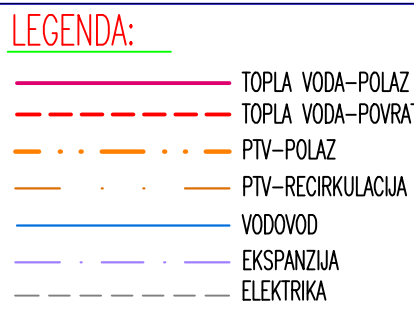 LEGENDA:
TOPLA VODA-POLAZ
TOPLA VODA-POVRAT
PTV-POLAZ
PTV-RECIRKULACIJA
VODOVOD
EKSPANZIJA
ELEKTRIKA